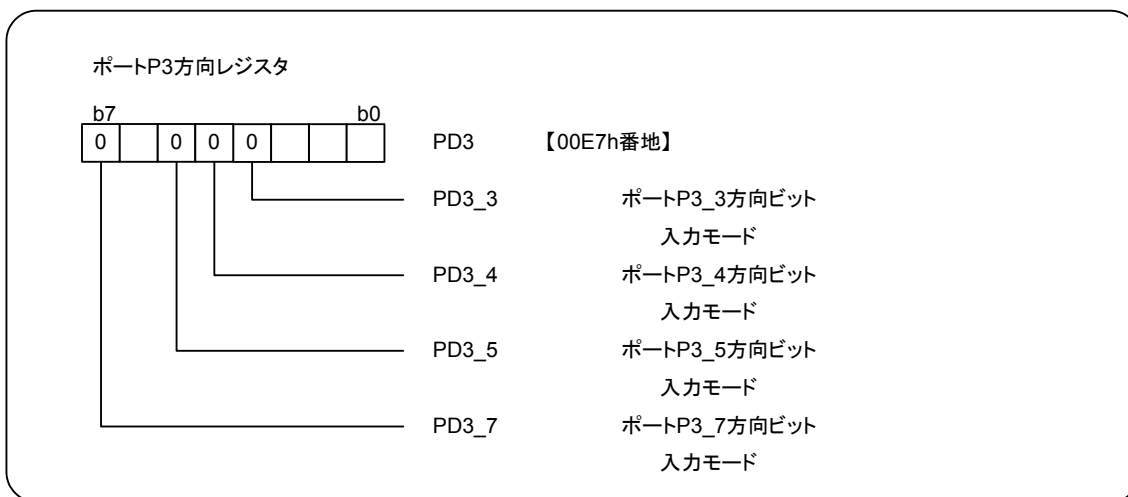 ポートP3方向レジスタ
b7 b0
0 0 0 0 PD3 【00E7h番地】
PD3_3 ポートP3_3方向ビット
入力モード
PD3_4 ポートP3_4方向ビット
入力モード
PD3_5 ポートP3_5方向ビット
入力モード
PD3_7 ポートP3_7方向ビット
入力モード